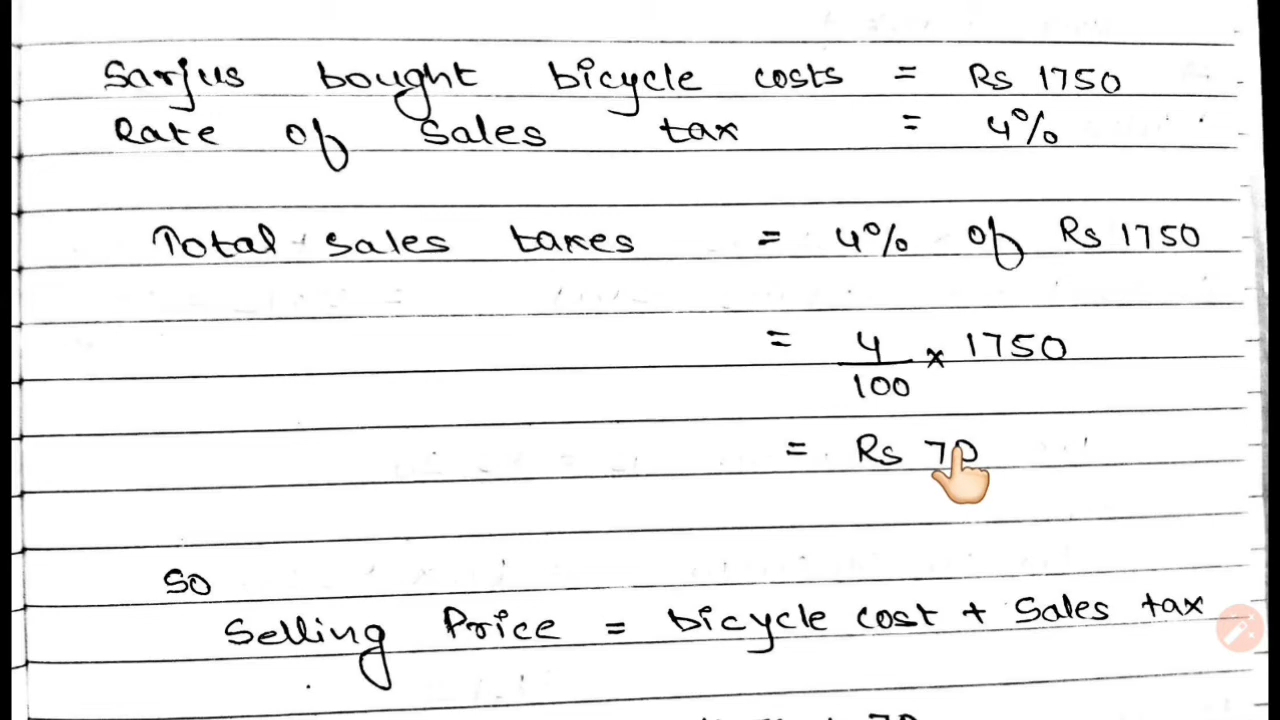 Sarjus bought bicycle costs = Rs 1750
Rate of sales tax = 4%
Total sales taxes = 4% of Rs 1750
= 4/100 × 1750
= Rs 70
So
Selling Price = bicycle cost + Sales tax